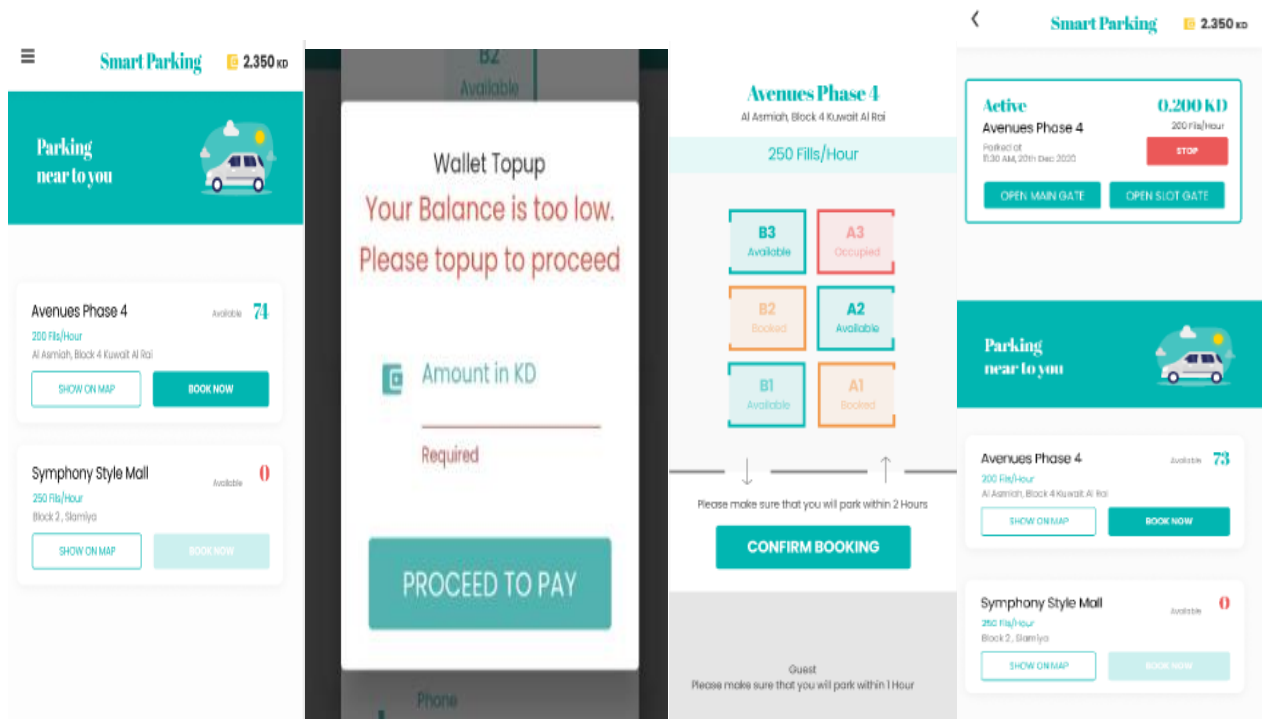 Smart Parking
2.350 KD
Parking
near to you
Avenues Phase 4
Available 74
200 Fils/Hour
Al Asmiah, Block 4 Kuwait Al Rai
SHOW ON MAP
BOOK NOW
Symphony Style Mall
Available 0
250 Fils/Hour
Block 2, Slamiya
SHOW ON MAP
BOOK NOW
B2
Available
Wallet Topup
Your Balance is too low.
Please topup to proceed
Amount in KD
Required
PROCEED TO PAY
Phone
Avenues Phase 4
Al Asmiah, Block 4 Kuwait Al Rai
250 Fills/Hour
B3
Available
A3
Occupied
B2
Booked
A2
Available
B1
Available
A1
Booked
Please make sure that you will park within 2 Hours
CONFIRM BOOKING
Guest
Please make sure that you will park within 1 Hour
Smart Parking
2.350 KD
Active
0.200 KD
Avenues Phase 4
200 Fils/Hour
Parked at
11:30 AM, 20th Dec 2020
STOP
OPEN MAIN GATE
OPEN SLOT GATE
Parking
near to you
Avenues Phase 4
Available 73
200 Fils/Hour
Al Asmiah, Block 4 Kuwait Al Rai
SHOW ON MAP
BOOK NOW
Symphony Style Mall
Available 0
250 Fils/Hour
Block 2, Slamiya
SHOW ON MAP
BOOK NOW